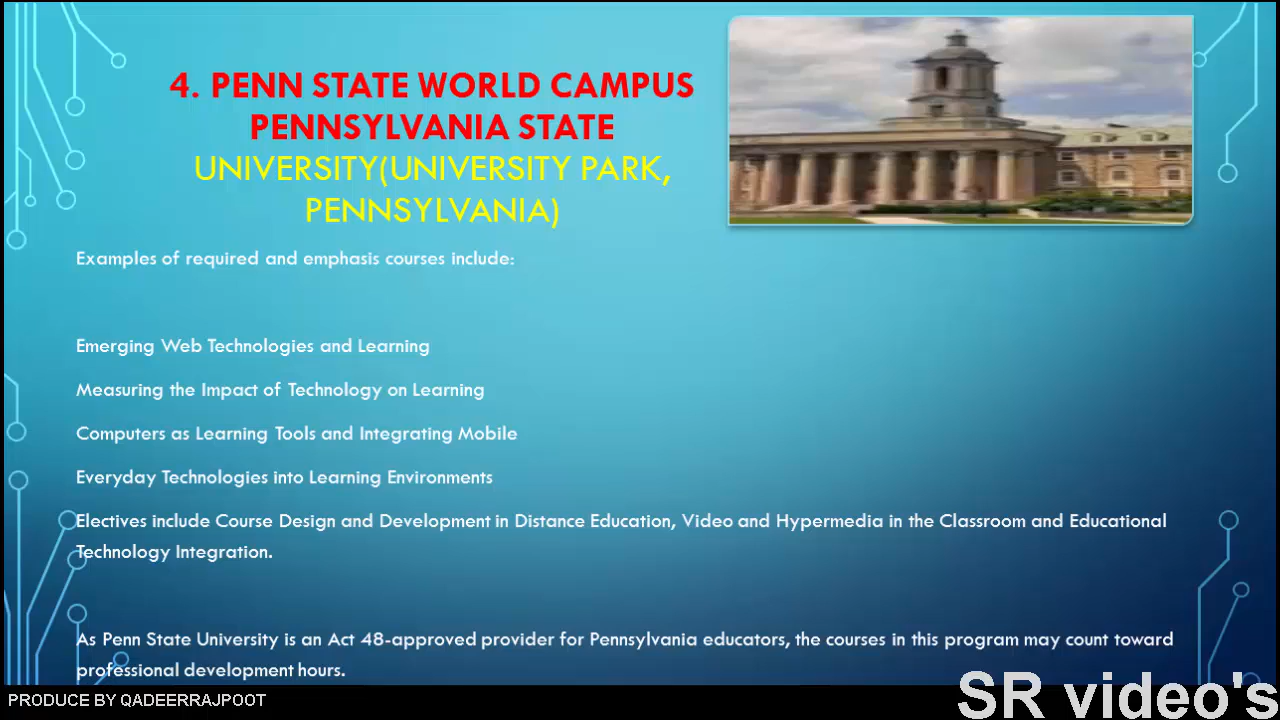 4. PENN STATE WORLD CAMPUS
PENNSYLVANIA STATE
UNIVERSITY(UNIVERSITY PARK,
PENNSYLVANIA)
Examples of required and emphasis courses include:
Emerging Web Technologies and Learning
Measuring the Impact of Technology on Learning
Computers as Learning Tools and Integrating Mobile
Everyday Technologies into Learning Environments
Electives include Course Design and Development in Distance Education, Video and Hypermedia in the Classroom and Educational
Technology Integration.
As Penn State University is an Act 48-approved provider for Pennsylvania educators, the courses in this program may count toward
professional development hours.
PRODUCE BY QADEERRAJPOOT
SR video's